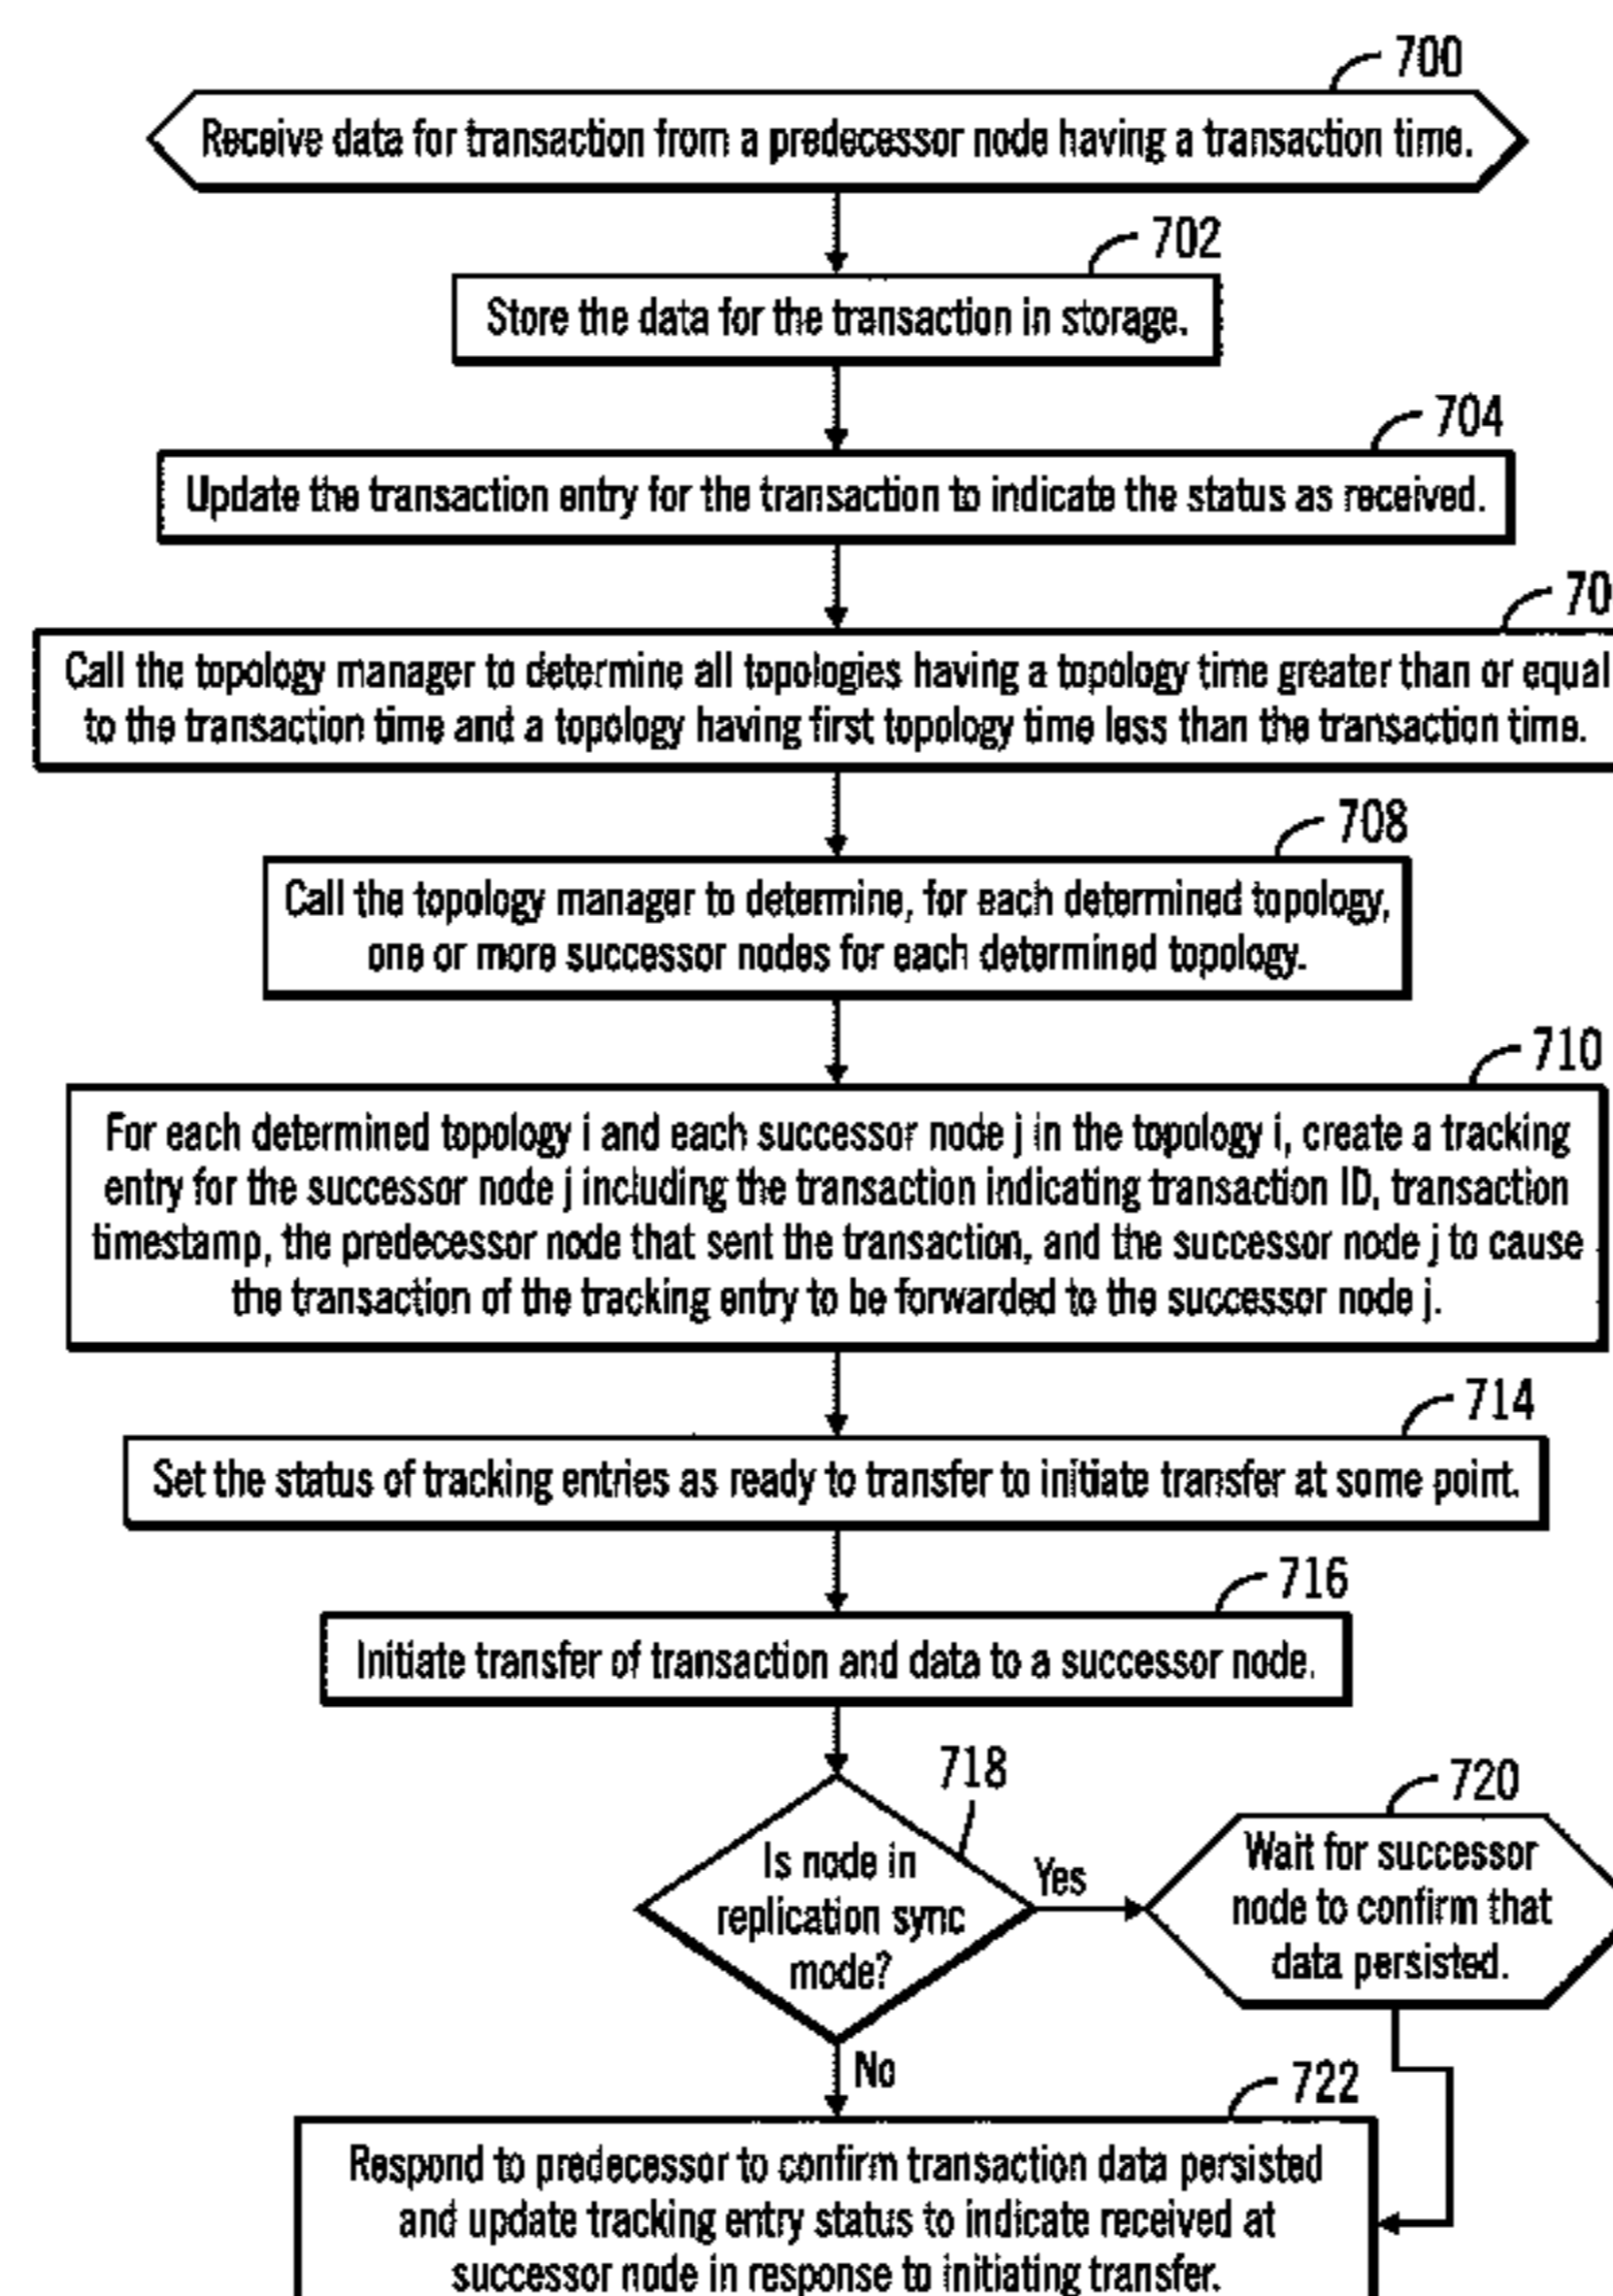 700
Receive data for transaction from a predecessor node having a transaction time.
702
Store the data for the transaction in storage.
704
Update the transaction entry for the transaction to indicate the status as received.
70
Call the topology manager to determine all topologies having a topology time greater than or equal
to the transaction time and a topology having first topology time less than the transaction time.
708
Call the topology manager to determine, for each determined topology,
one or more successor nodes for each determined topology.
710
For each determined topology i and each successor node j in the topology i, create a tracking
entry for the successor node j including the transaction indicating transaction ID, transaction
timestamp, the predecessor node that sent the transaction, and the successor node j to cause
the transaction of the tracking entry to be forwarded to the successor node j.
714
Set the status of tracking entries as ready to transfer to initiate transfer at some point.
716
Initiate transfer of transaction and data to a successor node.
718
Is node in
replication sync
mode?
Yes
720
Wait for successor
node to confirm that
data persisted.
No
722
Respond to predecessor to confirm transaction data persisted
and update tracking entry status to indicate received at
successor node in response to initiating transfer.